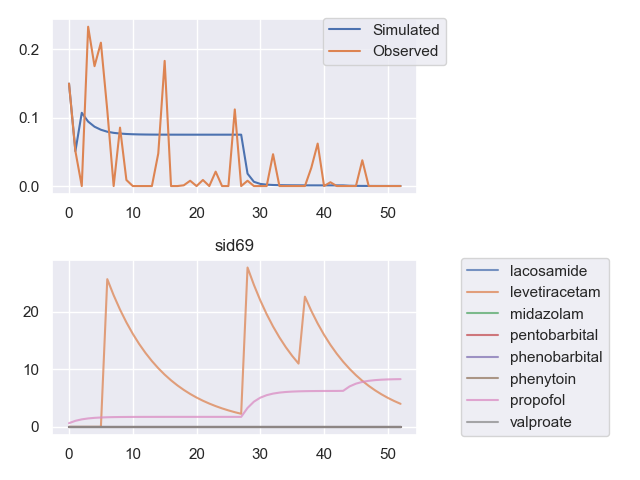 Simulated
Observed
0.2
0.1
0.0
0 10 20 30 40 50
sid69
lacosamide
levetiracetam
midazolam
pentobarbital
phenobarbital
phenytoin
propofol
valproate
20
10
0
0 10 20 30 40 50